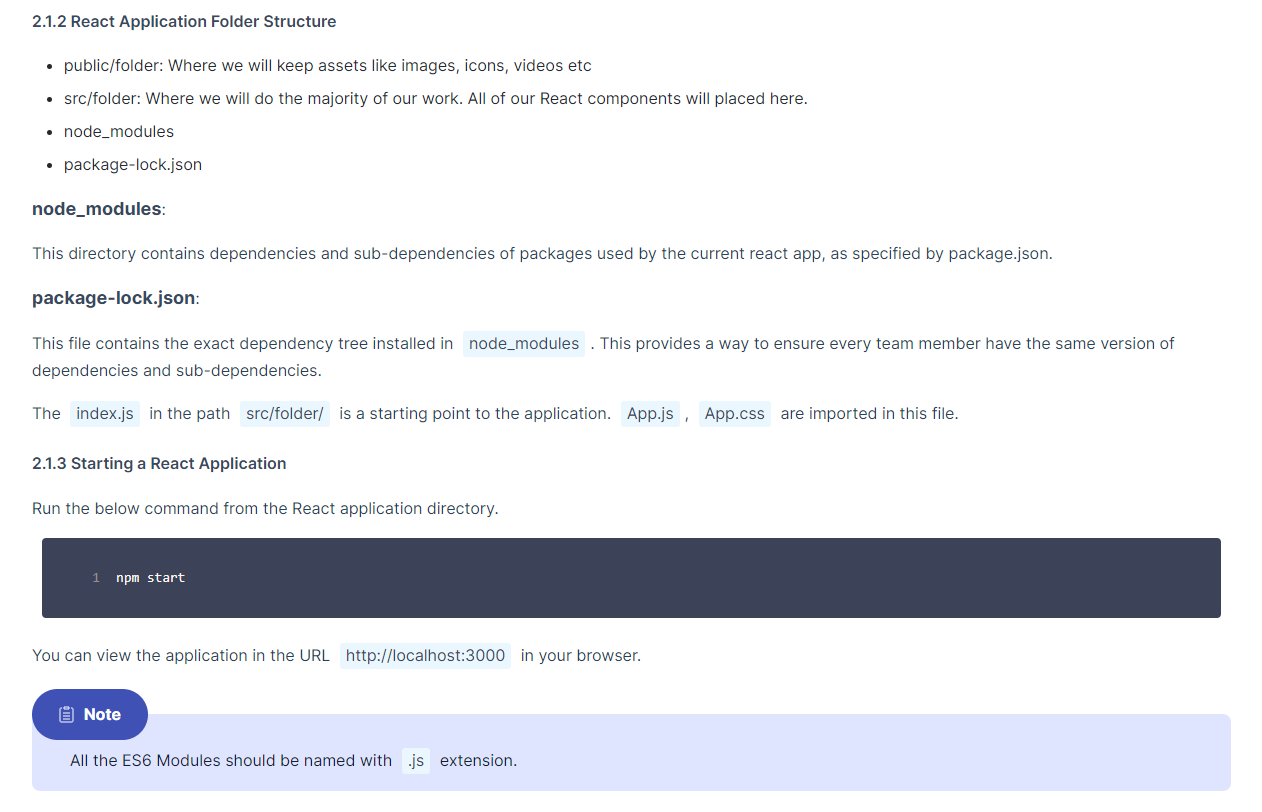 2.1.2 React Application Folder Structure
public/folder: Where we will keep assets like images, icons, videos etc
src/folder: Where we will do the majority of our work. All of our React components will placed here.
node_modules
package-lock.json
node_modules:
This directory contains dependencies and sub-dependencies of packages used by the current react app, as specified by package.json.
package-lock.json:
This file contains the exact dependency tree installed in node_modules . This provides a way to ensure every team member have the same version of
dependencies and sub-dependencies.
The index.js in the path src/folder/ is a starting point to the application. App.js , App.css are imported in this file.
2.1.3 Starting a React Application
Run the below command from the React application directory.
1 npm start
You can view the application in the URL http://localhost:3000 in your browser.
Note
All the ES6 Modules should be named with .js extension.